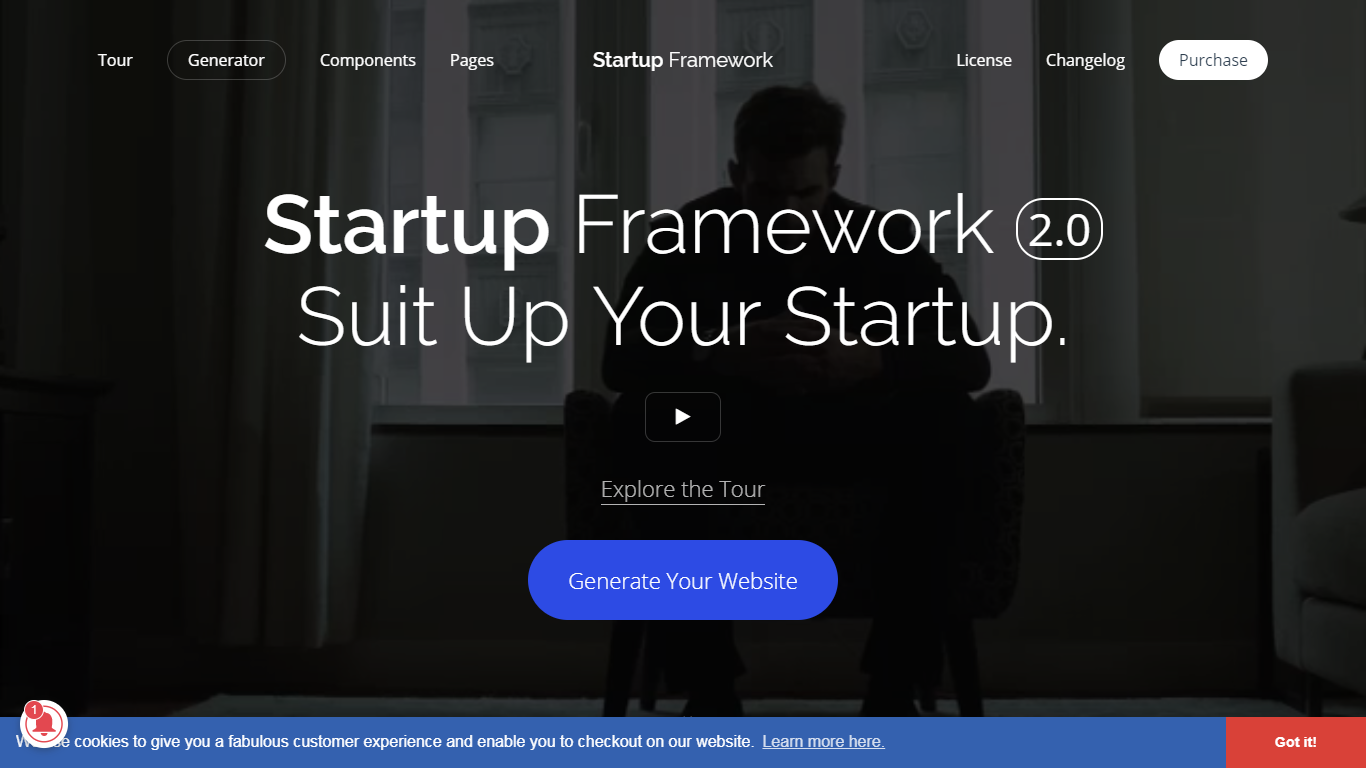 Tour Generator Components Pages Startup Framework License Changelog Purchase
Startup Framework 2.0
Suit Up Your Startup.
Explore the Tour
Generate Your Website
1
cookies to give you a fabulous customer experience and enable you to checkout on our website. Learn more here. Got it!